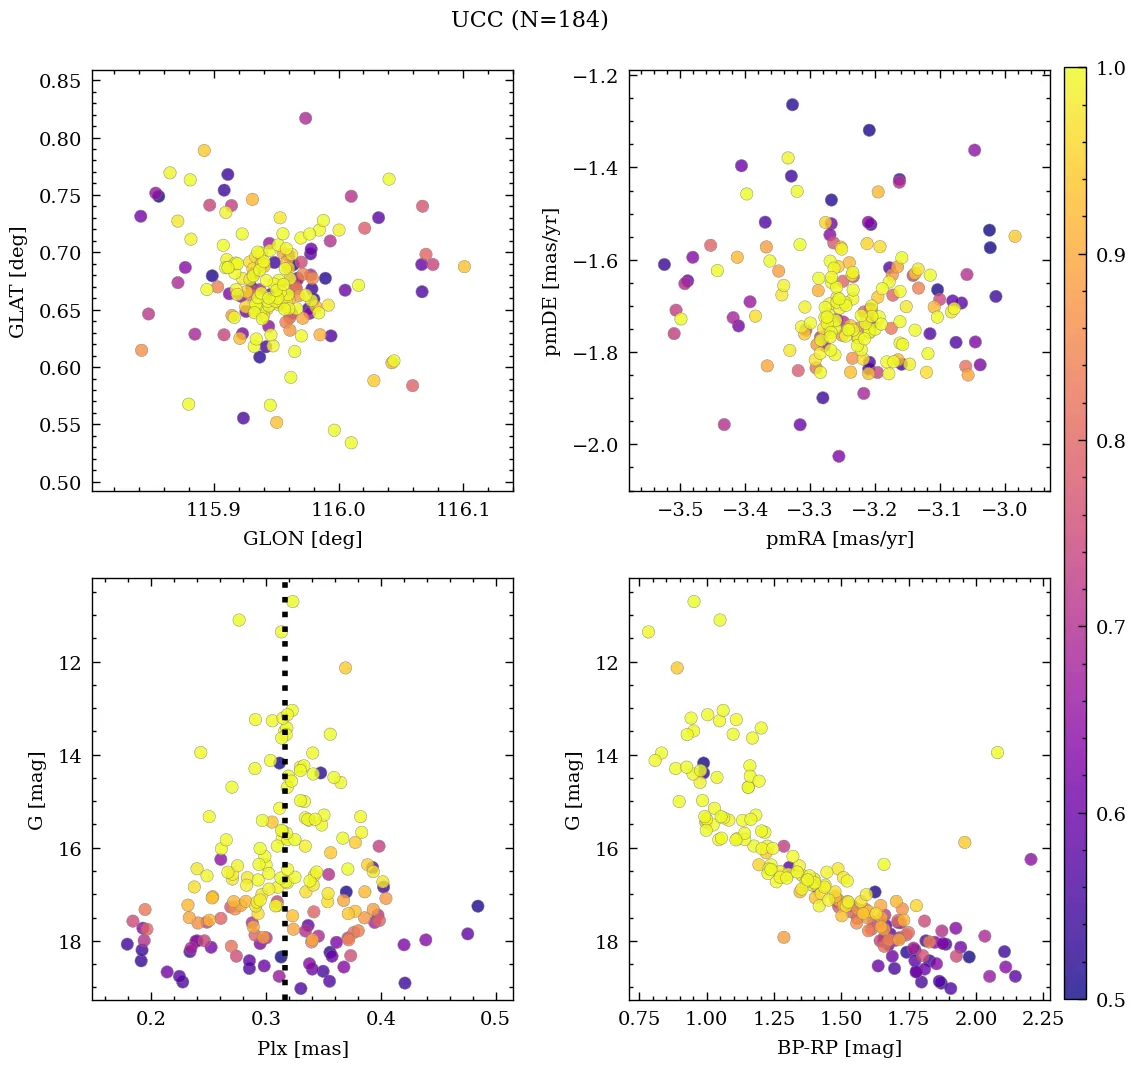 UCC (N=184)
0.85
0.80
0.75
0.70
0.65
0.60
0.55
0.50
GLAT [deg]
115.9 116.0 116.1
GLON [deg]
−1.2
−1.4
−1.6
−1.8
−2.0
pmDE [mas/yr]
−3.5 −3.4 −3.3 −3.2 −3.1 −3.0
pmRA [mas/yr]
12
14
16
18
G [mag]
0.2 0.3 0.4 0.5
Plx [mas]
12
14
16
18
G [mag]
0.75 1.00 1.25 1.50 1.75 2.00 2.25
BP-RP [mag]
1.0
0.9
0.8
0.7
0.6
0.5